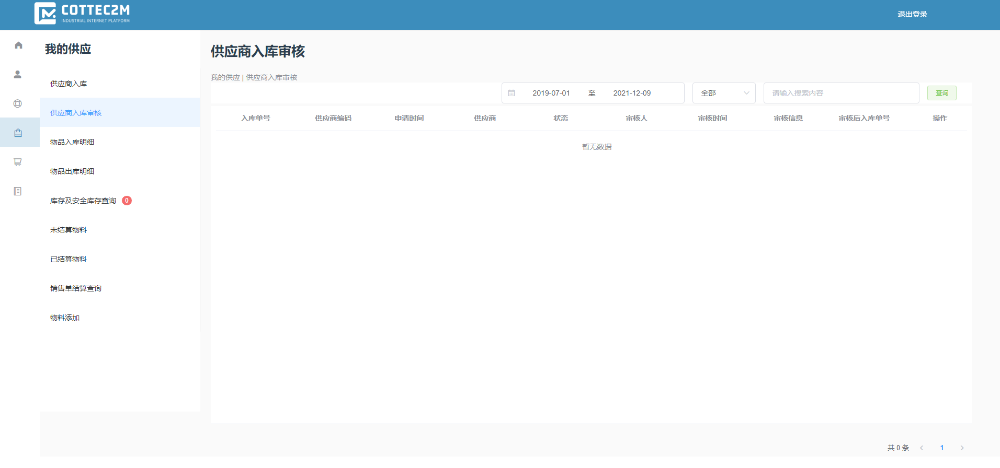 COTTEC2M
INDUSTRIAL INTERNET PLATFORM
退出登录
我的供应
供应商入库
供应商入库审核
物品入库明细
物品出库明细
库存及安全库存查询 0
未结算物料
已结算物料
销售单结算查询
物料添加
供应商入库审核
我的供应 | 供应商入库审核
2019-07-01 至 2021-12-09 全部 请输入搜索内容 查询
入库单号 供应商编码 申请时间 供应商 状态 审核人 审核时间 审核信息 审核后入库单号 操作
暂无数据
共 0 条 1